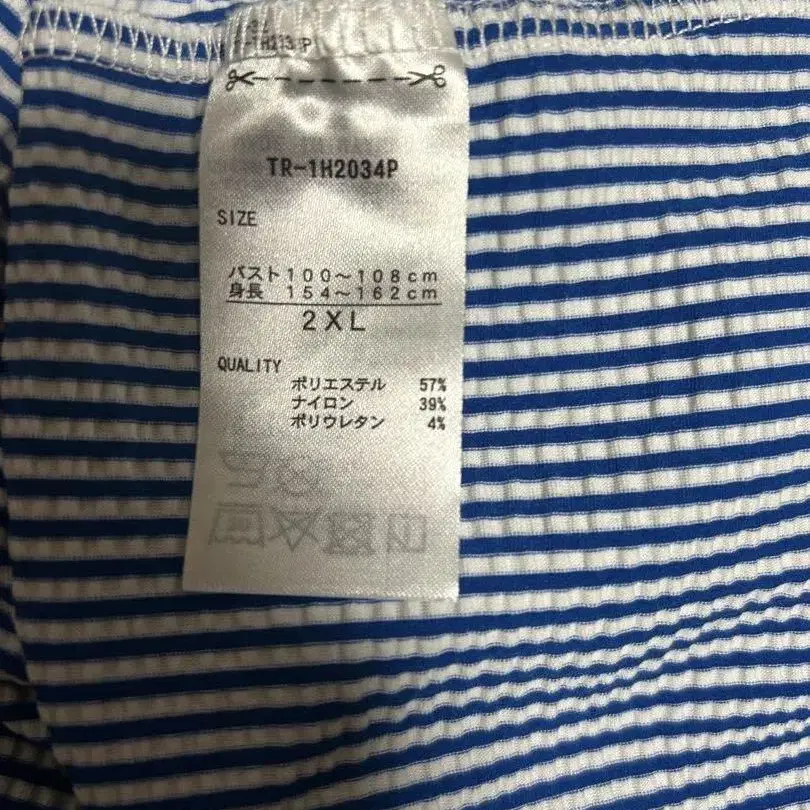 TR-1H2034P
SIZE
バスト100～108cm
身長 154～162cm
2XL
QUALITY
ポリエステル 57%
ナイロン 39%
ポリウレタン 4%